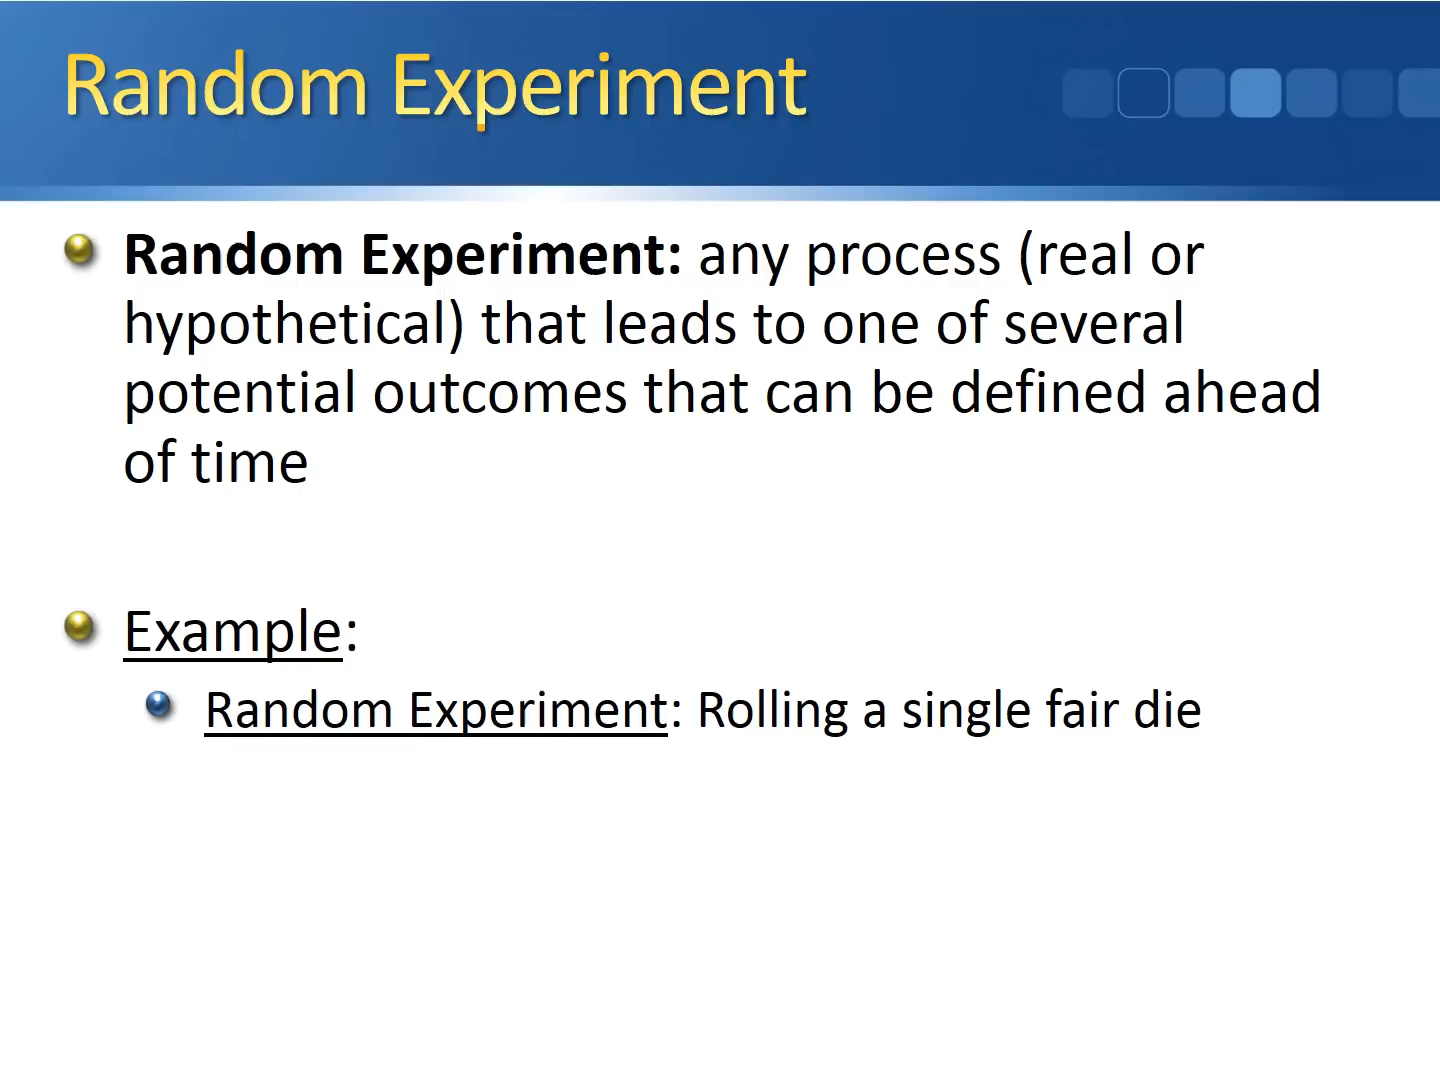 Random Experiment
Random Experiment: any process (real or
hypothetical) that leads to one of several
potential outcomes that can be defined ahead
of time
Example:
Random Experiment: Rolling a single fair die